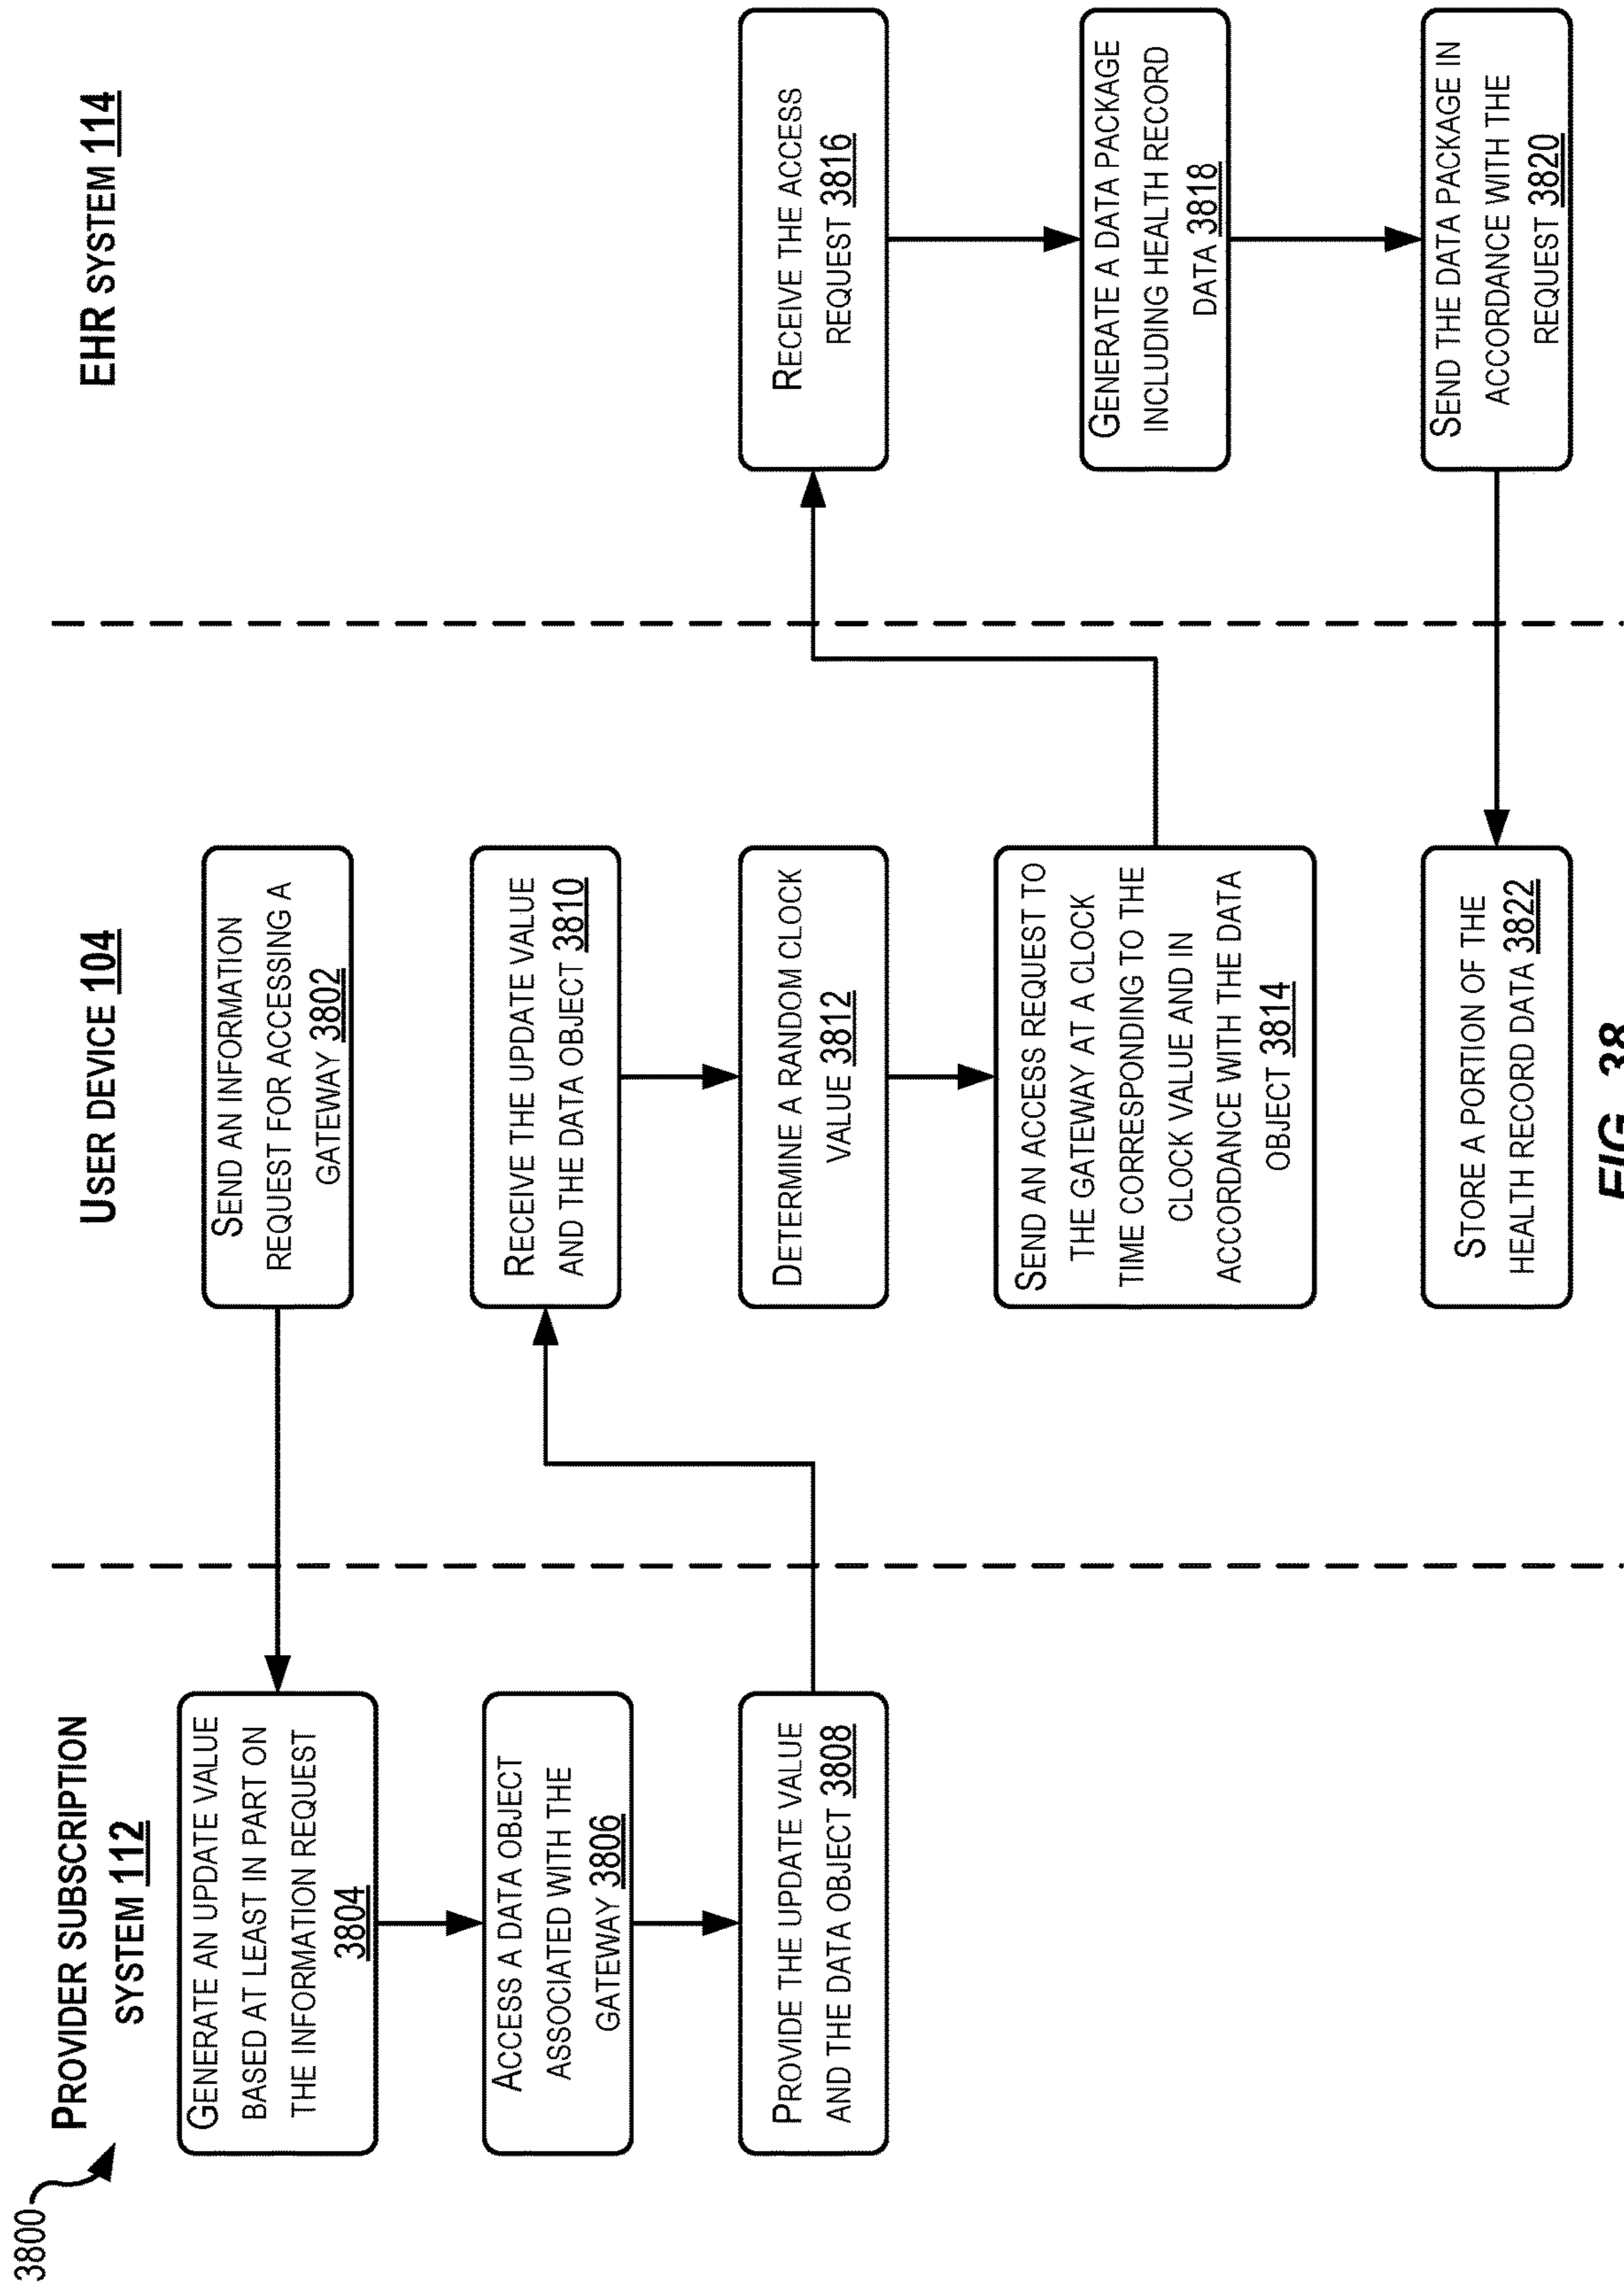 3800
PROVIDER SUBSCRIPTION
SYSTEM 112
USER DEVICE 104
EHR SYSTEM 114
SEND AN INFORMATION
REQUEST FOR ACCESSING A
GATEWAY 3802
GENERATE AN UPDATE VALUE
BASED AT LEAST IN PART ON
THE INFORMATION REQUEST
3804
ACCESS A DATA OBJECT
ASSOCIATED WITH THE
GATEWAY 3806
PROVIDE THE UPDATE VALUE
AND THE DATA OBJECT 3808
RECEIVE THE UPDATE VALUE
AND THE DATA OBJECT 3810
DETERMINE A RANDOM CLOCK
VALUE 3812
SEND AN ACCESS REQUEST TO
THE GATEWAY AT A CLOCK
TIME CORRESPONDING TO THE
CLOCK VALUE AND IN
ACCORDANCE WITH THE DATA
OBJECT 3814
RECEIVE THE ACCESS
REQUEST 3816
GENERATE A DATA PACKAGE
INCLUDING HEALTH RECORD
DATA 3818
SEND THE DATA PACKAGE IN
ACCORDANCE WITH THE
REQUEST 3820
STORE A PORTION OF THE
HEALTH RECORD DATA 3822
FIG. 38